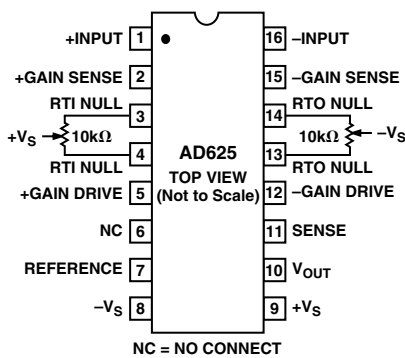 +INPUT 1 16 –INPUT
+GAIN SENSE 2 15 –GAIN SENSE
RTI NULL 3 14 RTO NULL
+VS 10kΩ 10kΩ –VS
RTI NULL 4 13 RTO NULL
AD625
TOP VIEW
(Not to Scale)
+GAIN DRIVE 5 12 –GAIN DRIVE
NC 6 11 SENSE
REFERENCE 7 10 VOUT
–VS 8 9 +VS
NC = NO CONNECT